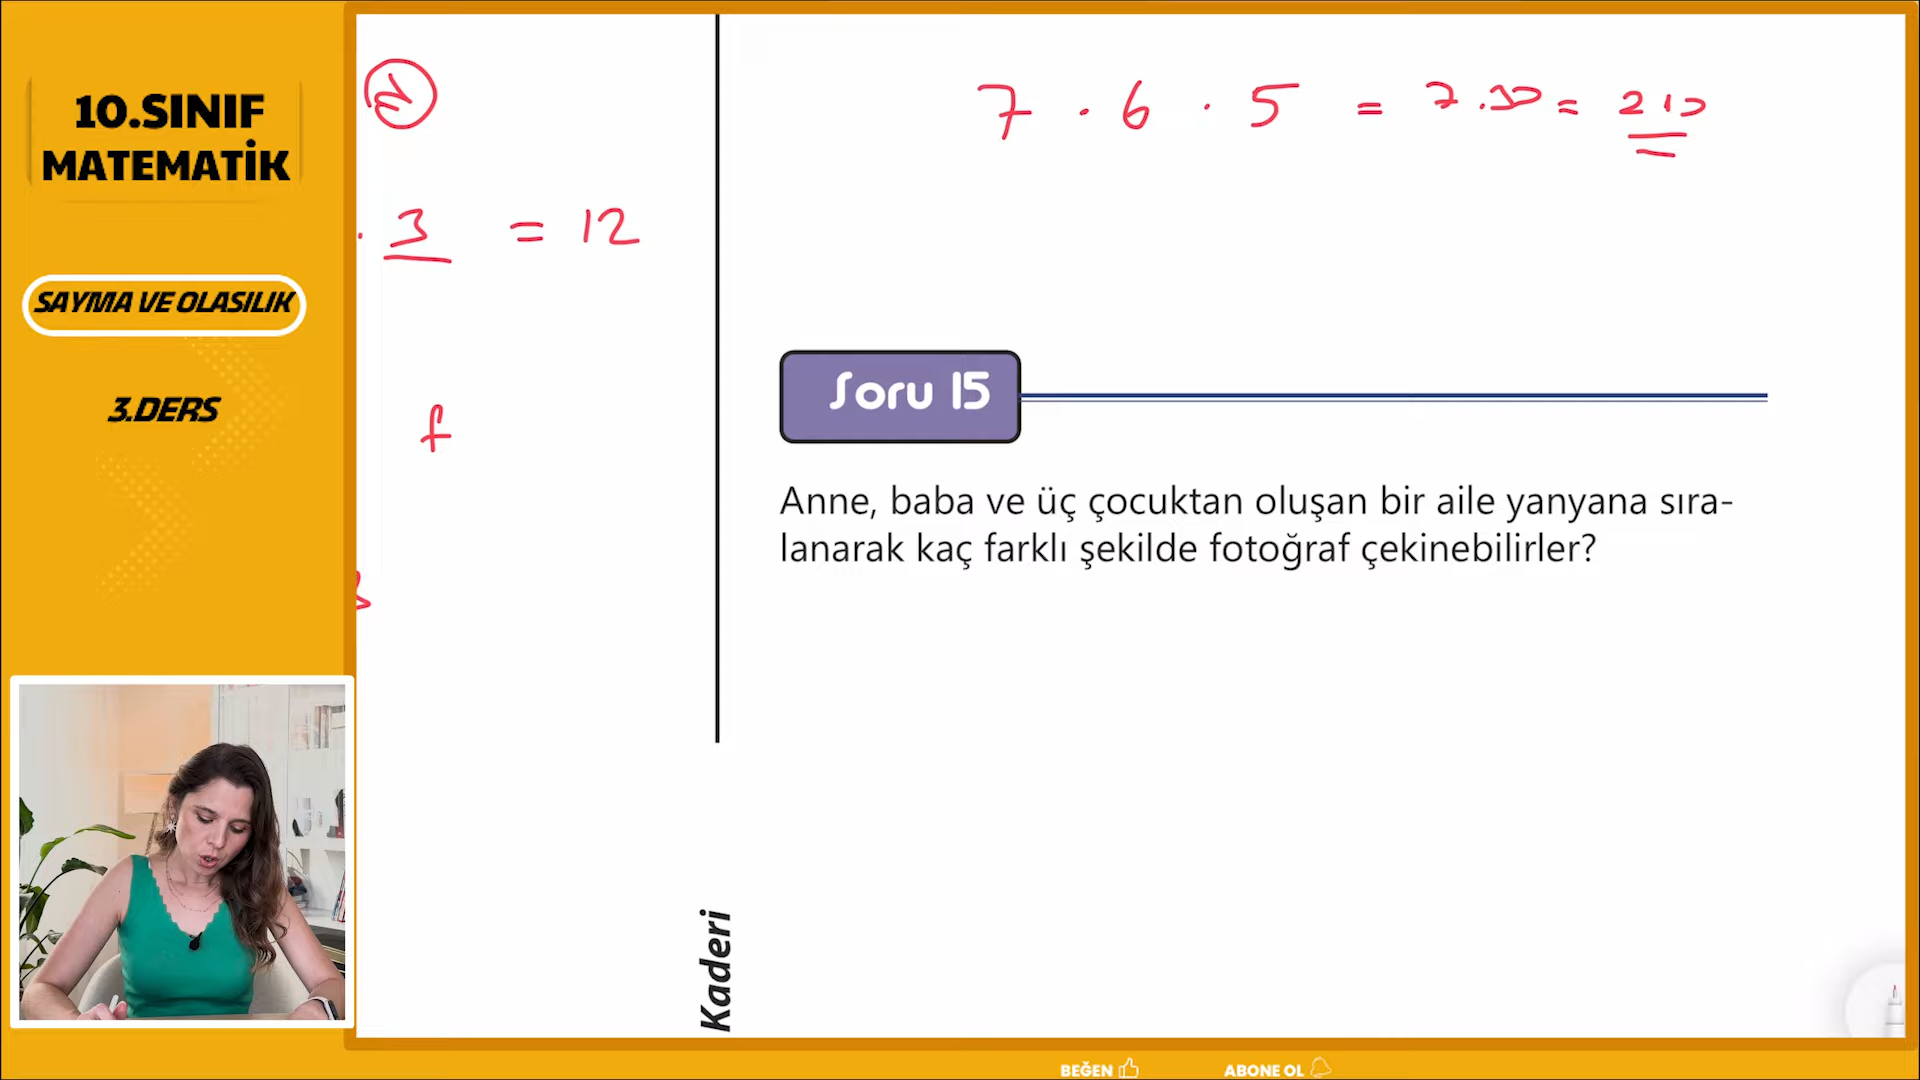 10.SINIF
MATEMATİK
SAYMA VE OLASILIK
3.DERS
. 3 = 12
f
7 . 6 . 5 = 7.30 = 210
Soru 15
Anne, baba ve üç çocuktan oluşan bir aile yanyana sıra-
lanarak kaç farklı şekilde fotoğraf çekinebilirler?
Kaderi
BEĞEN
ABONE OL